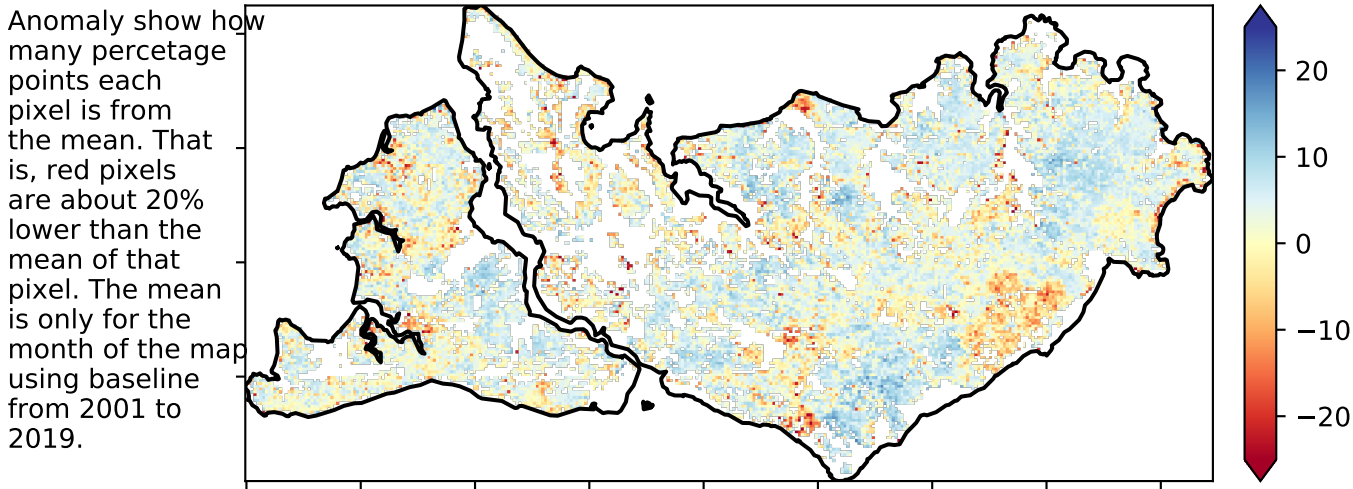 Anomaly show how
many percetage
points each
pixel is from
the mean. That
is, red pixels
are about 20%
lower than the
mean of that
pixel. The mean
is only for the
month of the map
using baseline
from 2001 to
2019.
20
10
0
−10
−20